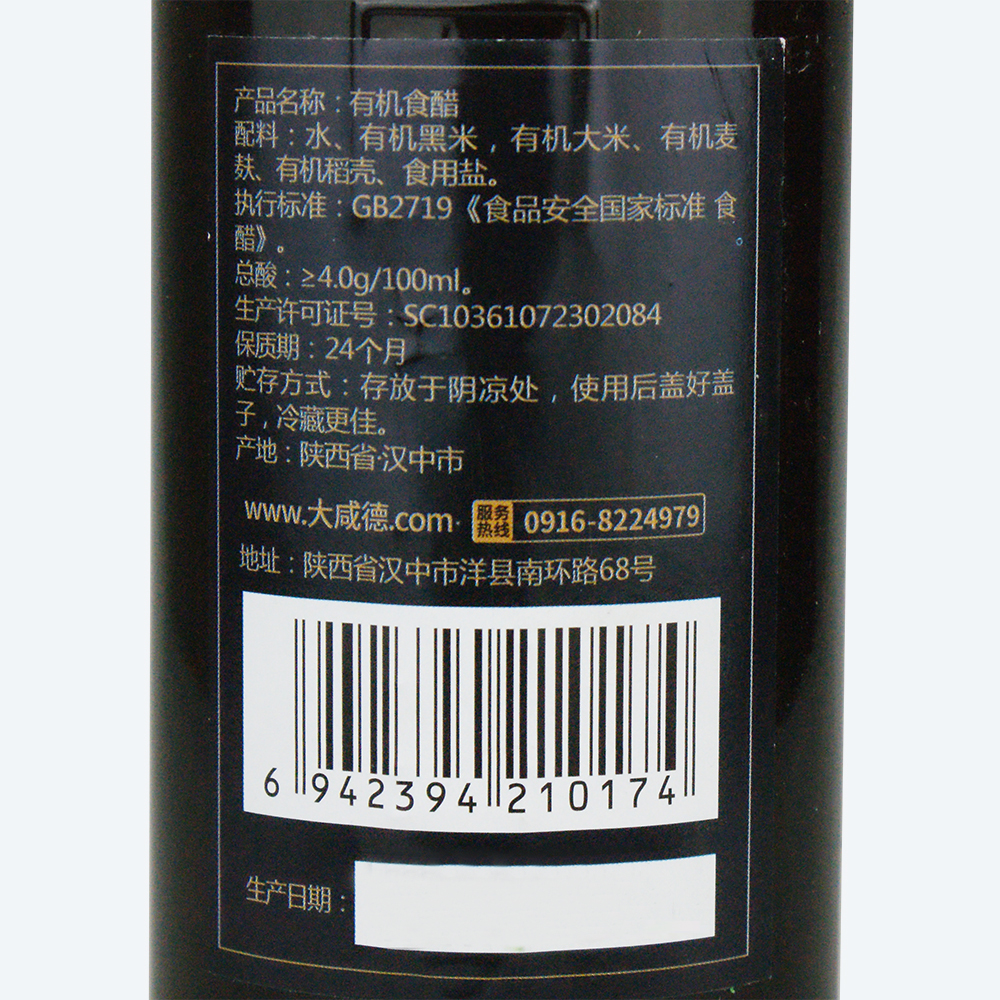 产品名称：有机食醋
配料：水、有机黑米，有机大米、有机麦
麸、有机稻壳、食用盐。
执行标准：GB2719《食品安全国家标准 食
醋》。
总酸：≥4.0g/100ml。
生产许可证号：SC10361072302084
保质期：24个月
贮存方式：存放于阴凉处，使用后盖好盖
子，冷藏更佳。
产地：陕西省·汉中市
www.大咸德.com· 服务热线 0916-8224979
地址：陕西省汉中市洋县南环路68号
6 942394 210174
生产日期：